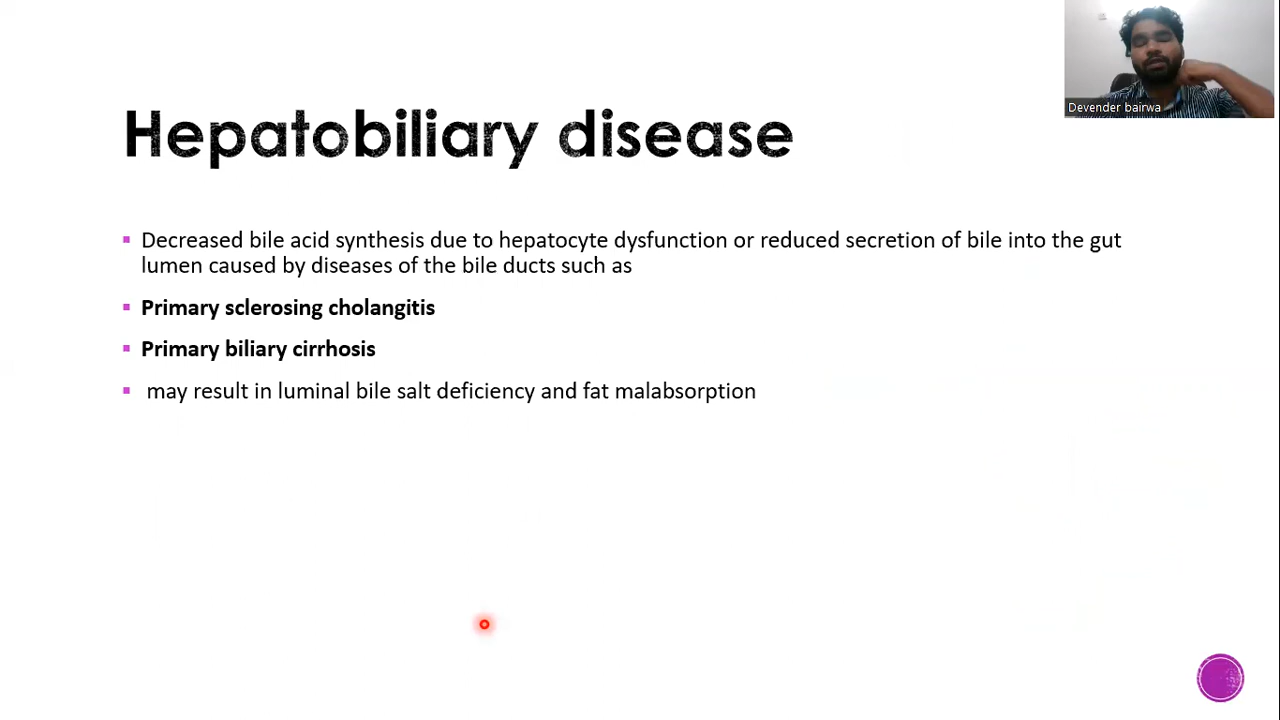 Devender bairwa
Hepatobiliary disease
Decreased bile acid synthesis due to hepatocyte dysfunction or reduced secretion of bile into the gut
lumen caused by diseases of the bile ducts such as
Primary sclerosing cholangitis
Primary biliary cirrhosis
may result in luminal bile salt deficiency and fat malabsorption